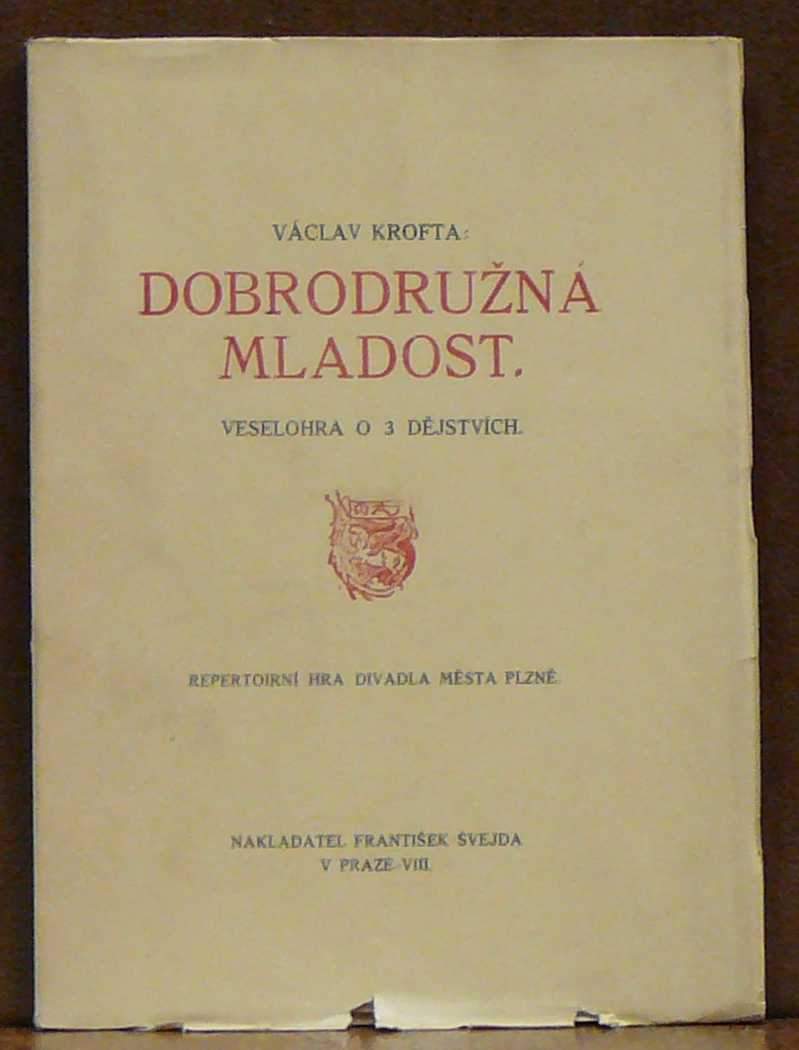 VÁCLAV KROFTA:
DOBRODRUŽNÁ
MLADOST.
VESELOHRA O 3 DĚJSTVÍCH.
REPERTOIRNÍ HRA DIVADLA MĚSTA PLZNĚ.
NAKLADATEL FRANTIŠEK ŠVEJDA
V PRAZE-VIII.